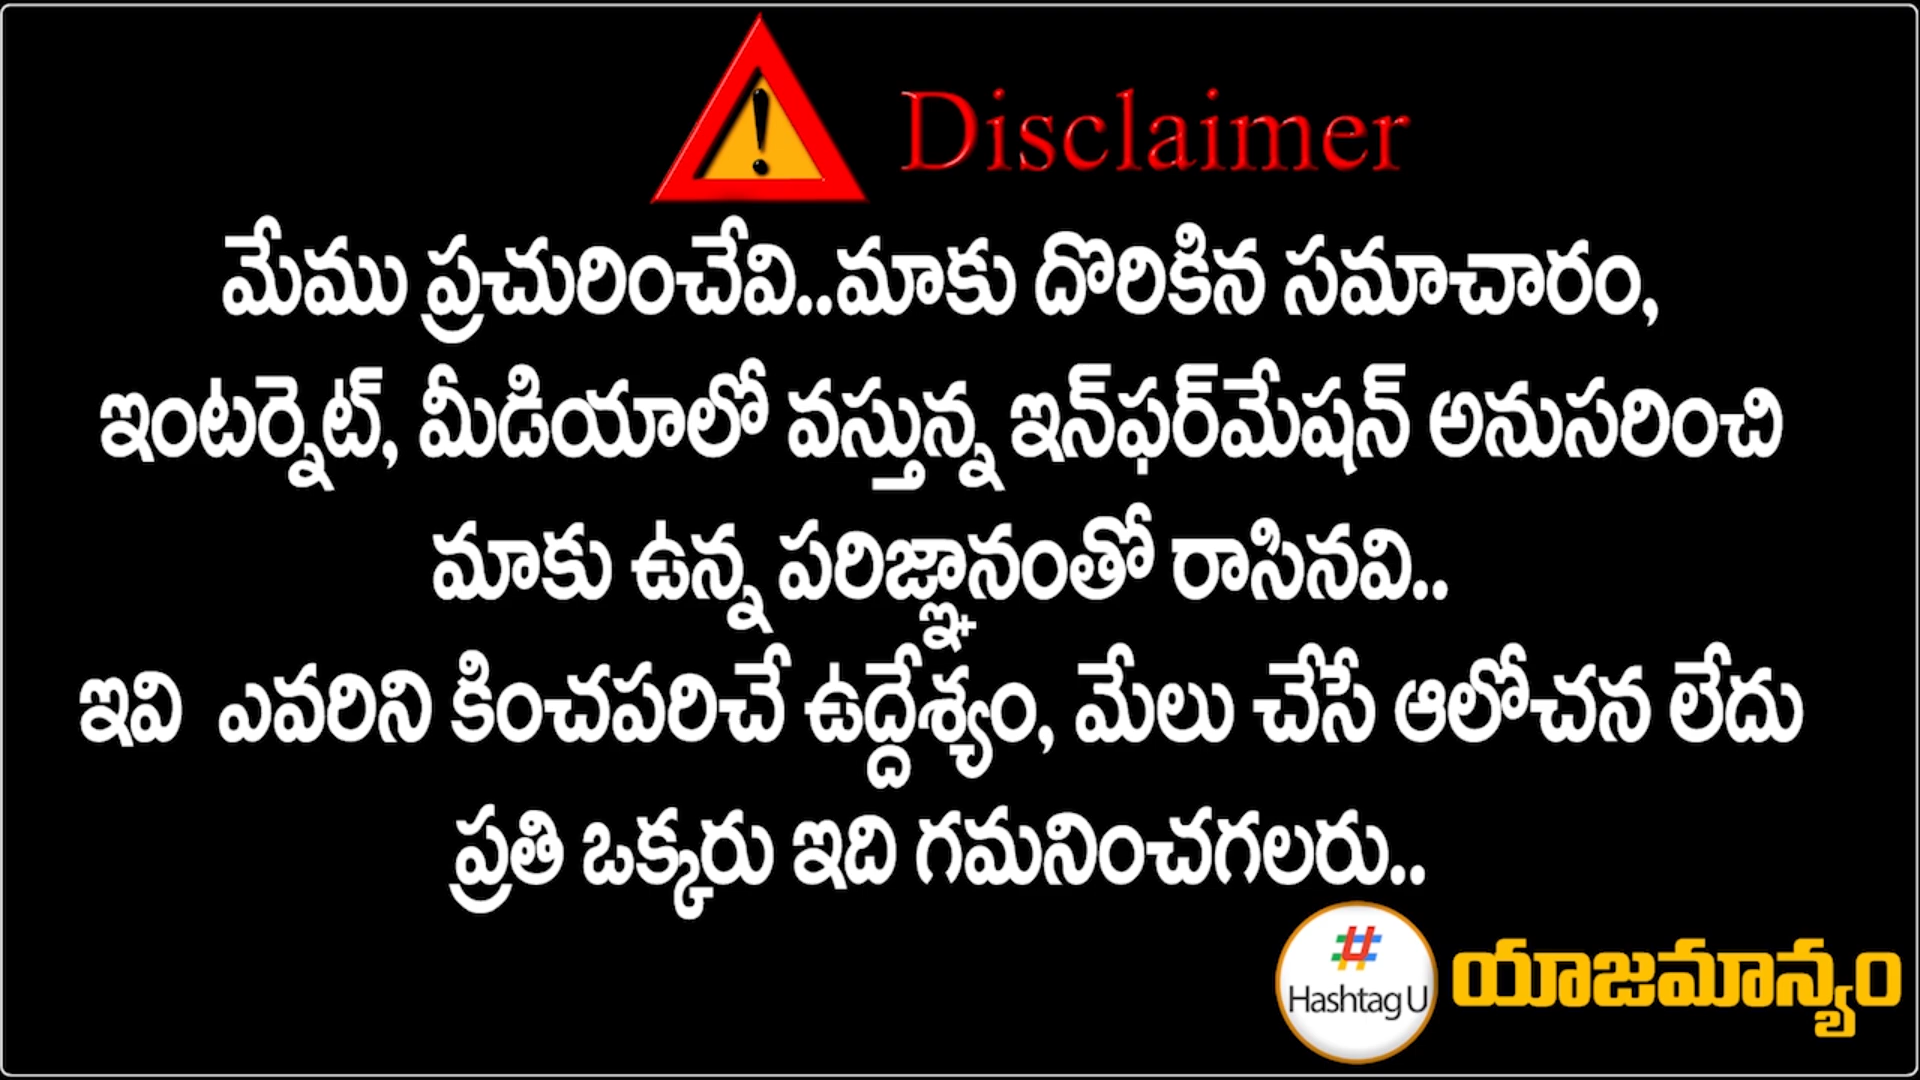 Disclaimer
మేము ప్రచురించేవి..మాకు దొరికిన సమాచారం,
ఇంటర్నెట్, మీడియాలో వస్తున్న ఇన్‌ఫర్‌మేషన్ అనుసరించి
మాకు ఉన్న పరిజ్ఞానంతో రాసినవి..
ఇవి ఎవరిని కించపరిచే ఉద్దేశ్యం, మేలు చేసే ఆలోచన లేదు
ప్రతి ఒక్కరు ఇది గమనించగలరు..
Hashtag U యాజమాన్యం